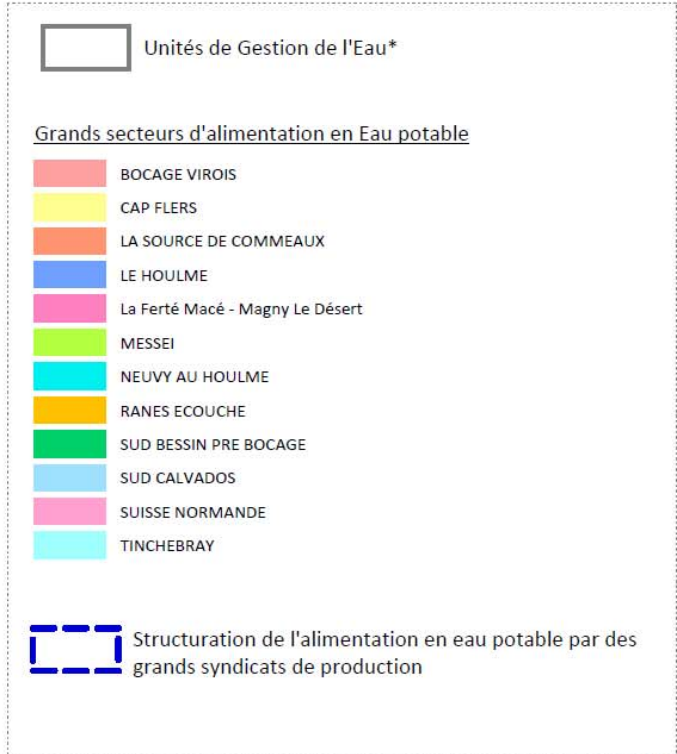 Unités de Gestion de l'Eau*
Grands secteurs d'alimentation en Eau potable
BOCAGE VIROIS
CAP FLERS
LA SOURCE DE COMMEAUX
LE HOULME
La Ferté Macé - Magny Le Désert
MESSEI
NEUVY AU HOULME
RANES ECOUCHE
SUD BESSIN PRE BOCAGE
SUD CALVADOS
SUISSE NORMANDE
TINCHEBRAY
Structuration de l'alimentation en eau potable par des
grands syndicats de production